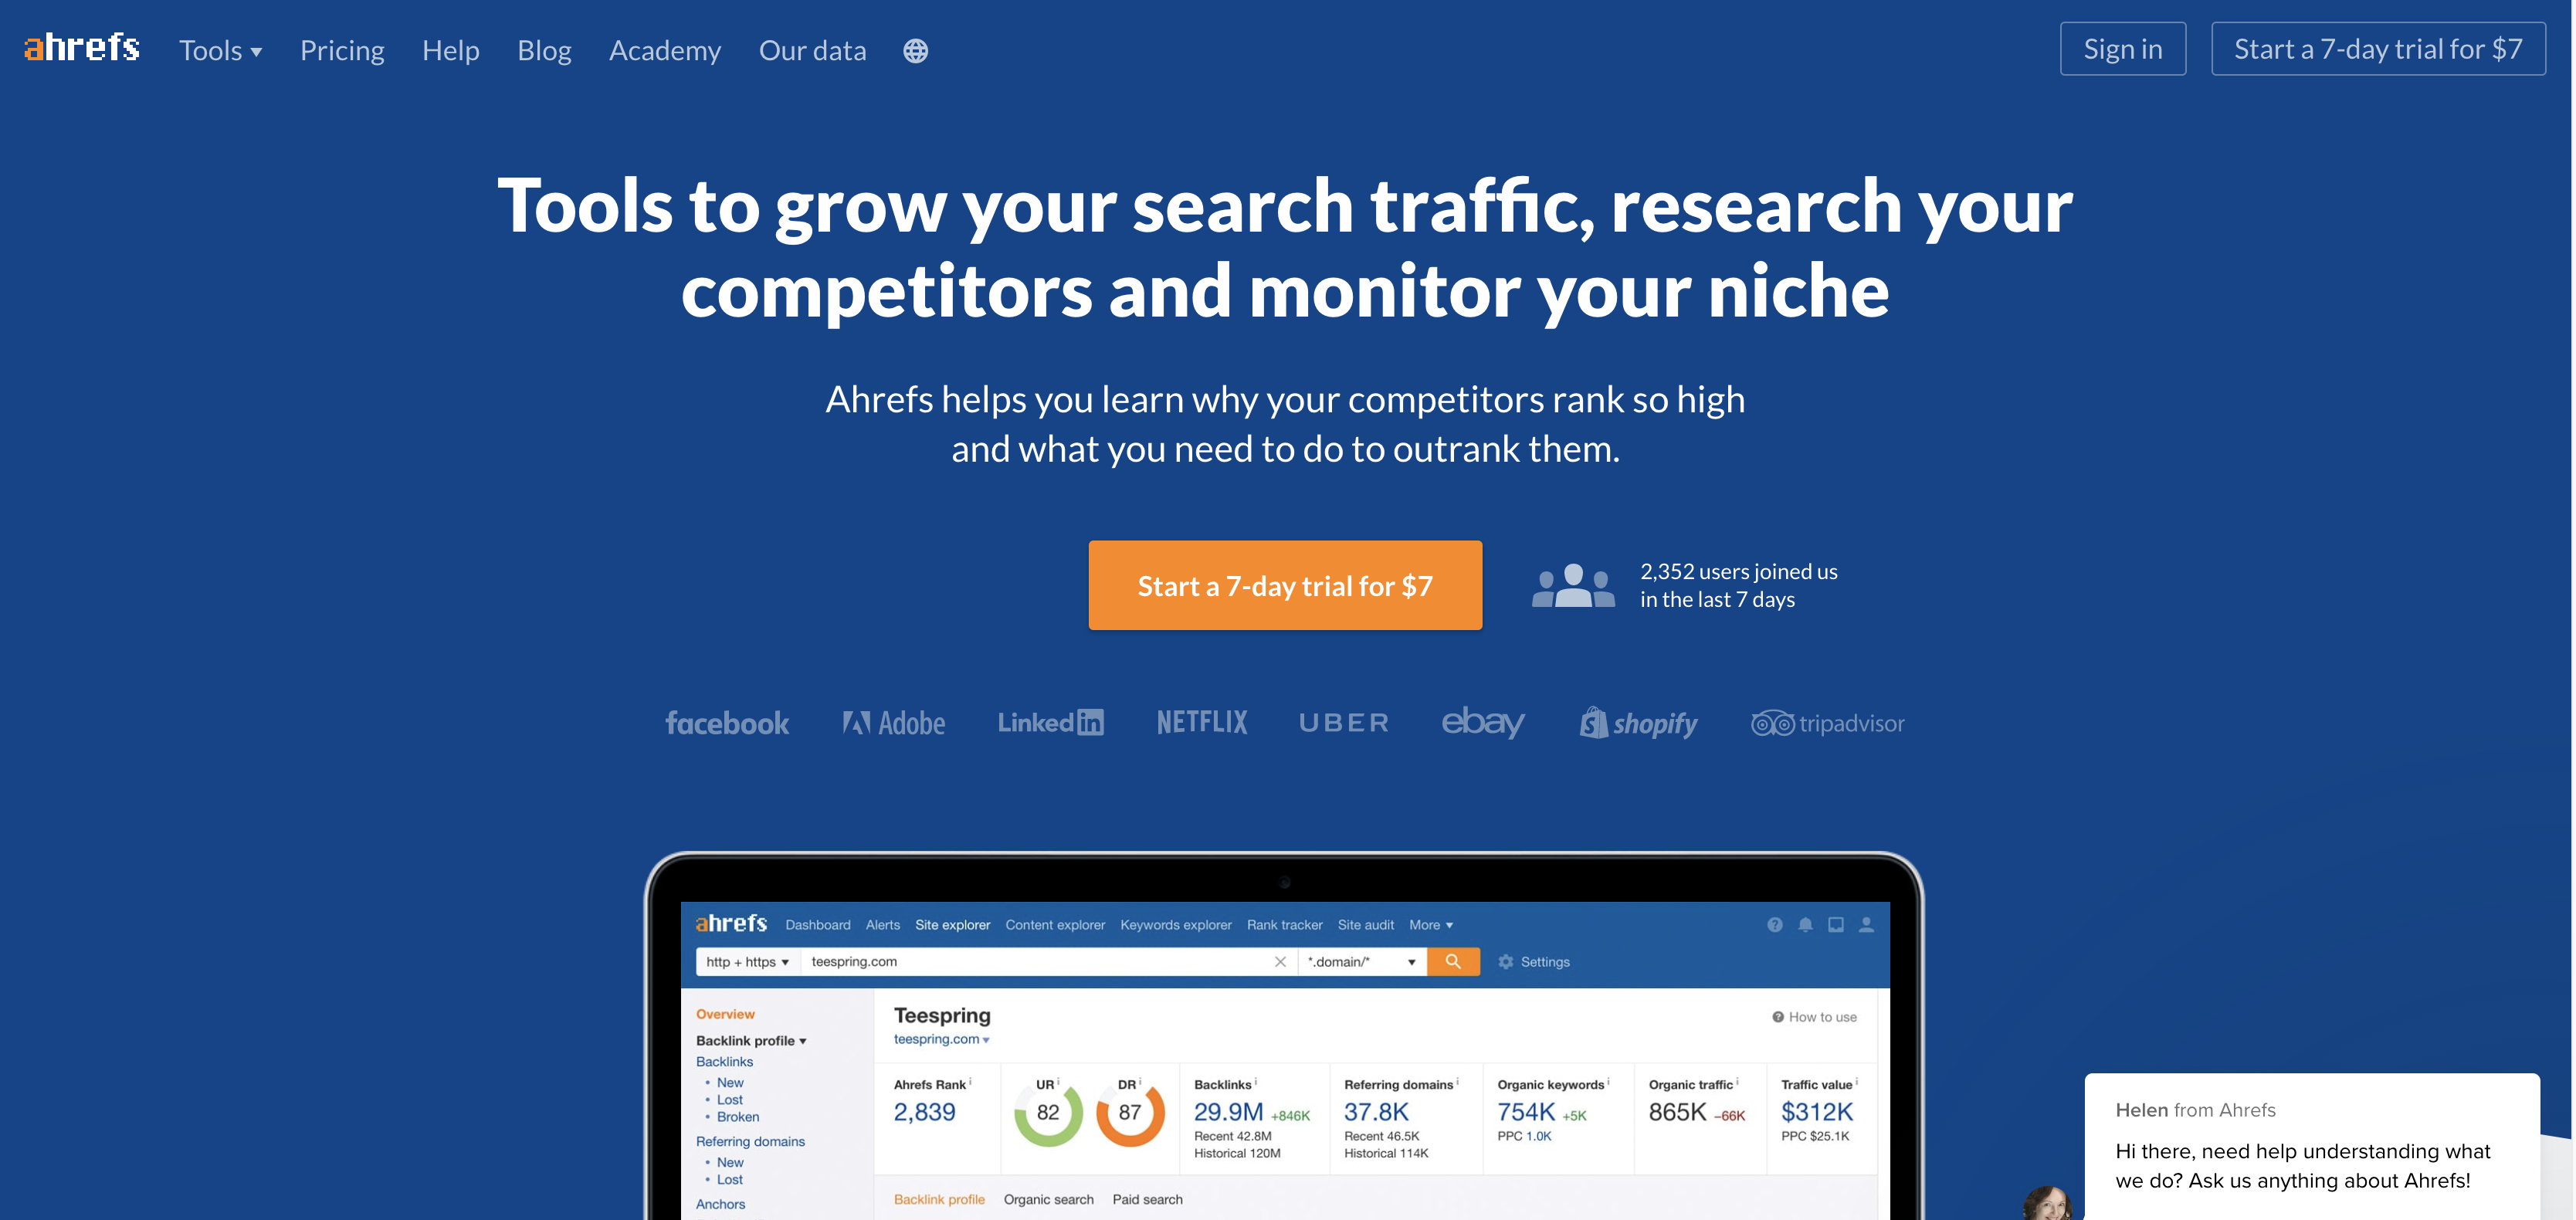 ahrefs Tools Pricing Help Blog Academy Our data Sign in Start a 7-day trial for $7
Tools to grow your search traffic, research your
competitors and monitor your niche
Ahrefs helps you learn why your competitors rank so high
and what you need to do to outrank them.
Start a 7-day trial for $7
2,352 users joined us
in the last 7 days
facebook Adobe LinkedIn NETFLIX UBER ebay shopify tripadvisor
ahrefs Dashboard Alerts Site explorer Content explorer Keywords explorer Rank tracker Site audit More
http + https teespring.com *.domain/* Settings
Overview
Backlink profile
Backlinks
• New
• Lost
• Broken
Referring domains
• New
• Lost
Anchors
Teespring
How to use
teespring.com
Ahrefs Rank
2,839
UR
82
DR
87
Backlinks
29.9M +846K
Recent 42.8M
Historical 120M
Referring domains
37.8K
Recent 46.5K
Historical 114K
Organic keywords
754K +5K
PPC 1.0K
Organic traffic
865K –66K
Traffic value
$312K
PPC $25.1K
Backlink profile Organic search Paid search
Helen from Ahrefs
Hi there, need help understanding what
we do? Ask us anything about Ahrefs!